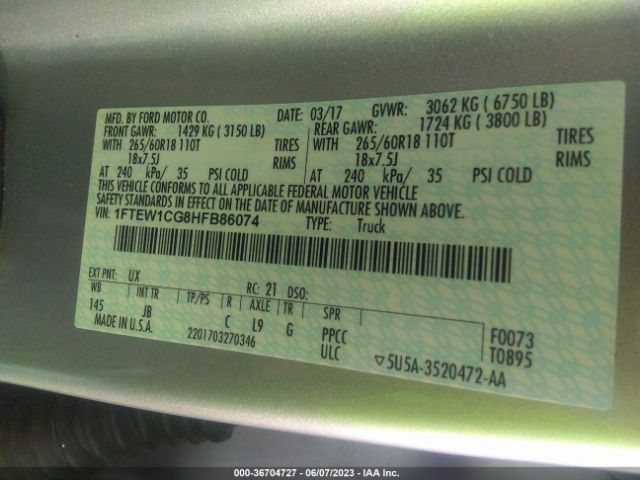 MFD. BY FORD MOTOR CO. DATE: 03/17 GVWR: 3062 KG ( 6750 LB)
FRONT GAWR: 1429 KG ( 3150 LB) REAR GAWR: 1724 KG ( 3800 LB)
WITH 265/60R18 110T TIRES WITH 265/60R18 110T TIRES
18x7.5J RIMS 18x7.5J RIMS
AT 240 kPa/ 35 PSI COLD AT 240 kPa/ 35 PSI COLD
THIS VEHICLE CONFORMS TO ALL APPLICABLE FEDERAL MOTOR VEHICLE
SAFETY STANDARDS IN EFFECT ON THE DATE OF MANUFACTURE SHOWN ABOVE.
VIN: 1FTEW1CG8HFB86074 TYPE: Truck
EXT PNT: UX RC: 21 DSO:
WB INT TR TP/PS R AXLE TR SPR
145 JB C L9 G PPCC F0073
MADE IN U.S.A. 2201703270346 ULC T0895
▽5U5A-3520472-AA
000-36704727 - 06/07/2023 - IAA Inc.